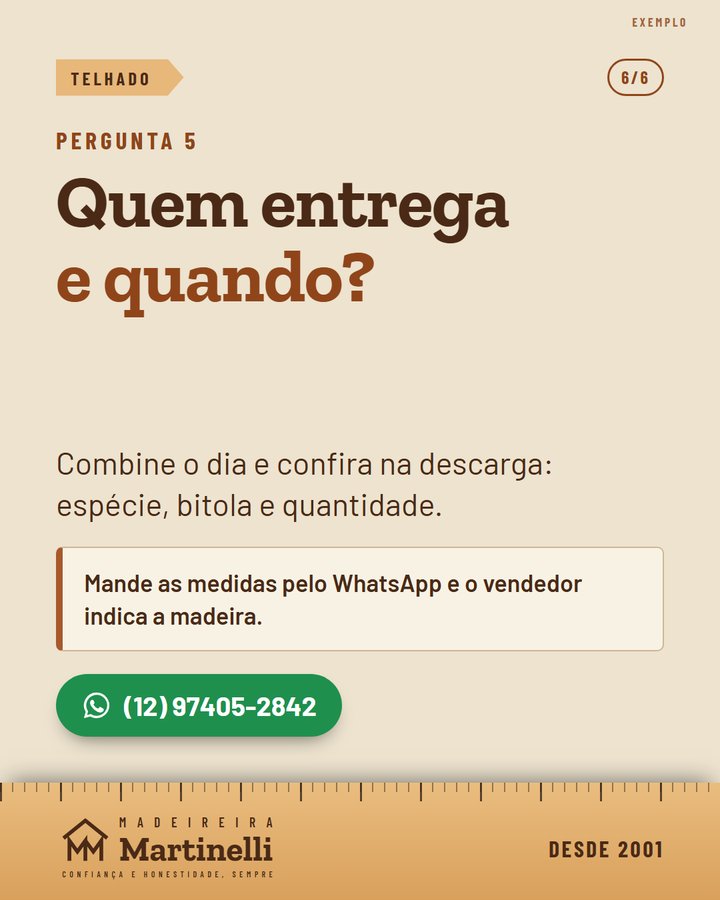 EXEMPLO
TELHADO
6/6
PERGUNTA 5
Quem entrega
e quando?
Combine o dia e confira na descarga:
espécie, bitola e quantidade.
Mande as medidas pelo WhatsApp e o vendedor
indica a madeira.
(12) 97405-2842
MADEIREIRA
Martinelli
CONFIANÇA E HONESTIDADE, SEMPRE
DESDE 2001